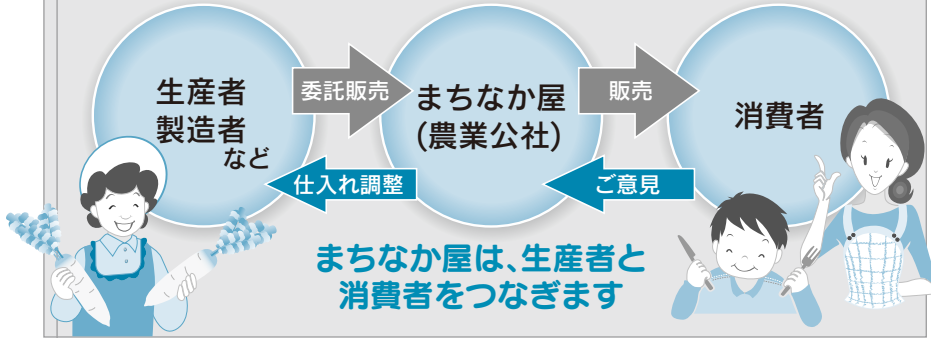 生産者
製造者
など
委託販売
まちなか屋
(農業公社)
販売
消費者
仕入れ調整
ご意見
まちなか屋は、生産者と
消費者をつなぎます